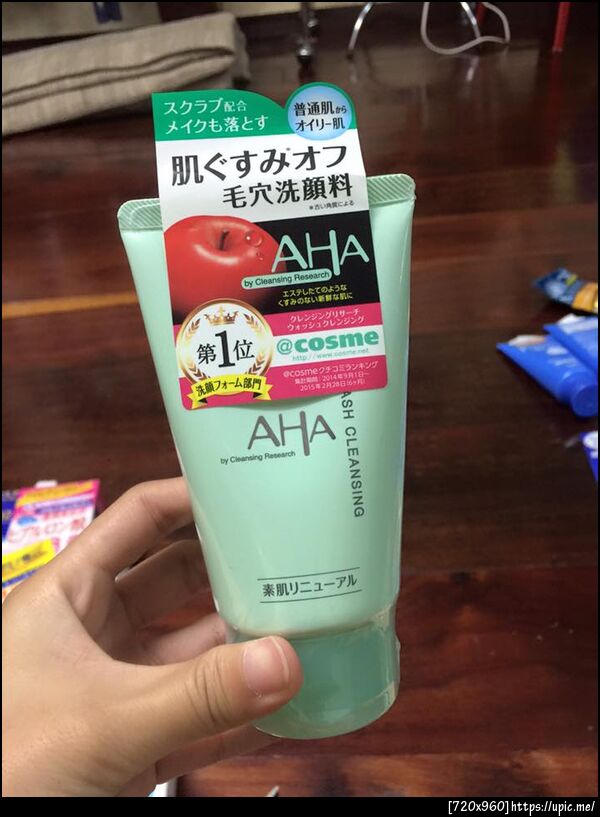 スクラブ配合
メイクも落とす
普通肌から
オイリー肌
肌ぐすみ*オフ
毛穴洗顔料
*古い角質による
AHA
by Cleansing Research
エステしたてのような
くすみのない新鮮な肌に
クレンジングリサーチ
ウォッシュクレンジング
第1位
洗顔フォーム部門
@cosme
http://www.cosme.net
@cosmeクチコミランキング
集計期間:2014年9月1日~
2015年2月28日(6ヶ月)
AHA
by Cleansing Research
ASH CLEANSING
素肌リニューアル
ヒアルロン酸
[720x960]https://upic.me/